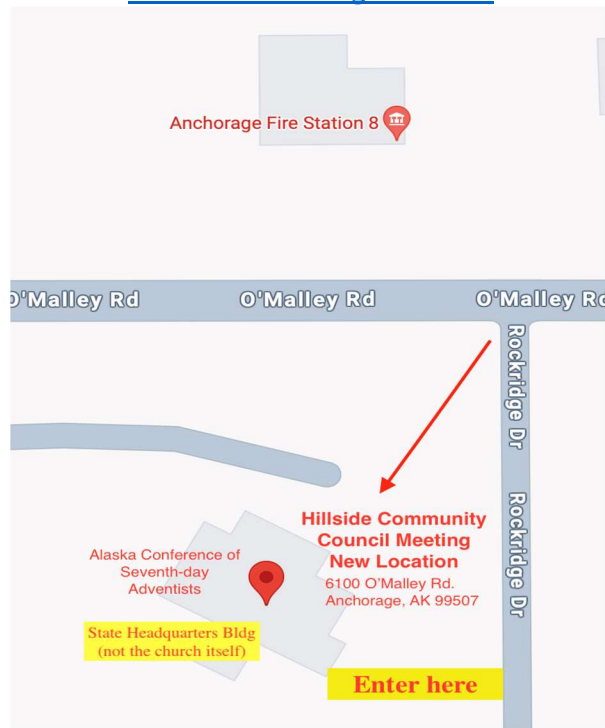 Anchorage Fire Station 8
O'Malley Rd
O'Malley Rd
O'Malley Rd
Rockridge Dr
Rockridge Dr
Hillside Community
Council Meeting
New Location
6100 O'Malley Rd.
Anchorage, AK 99507
Alaska Conference of
Seventh-day
Adventists
State Headquarters Bldg
(not the church itself)
Enter here